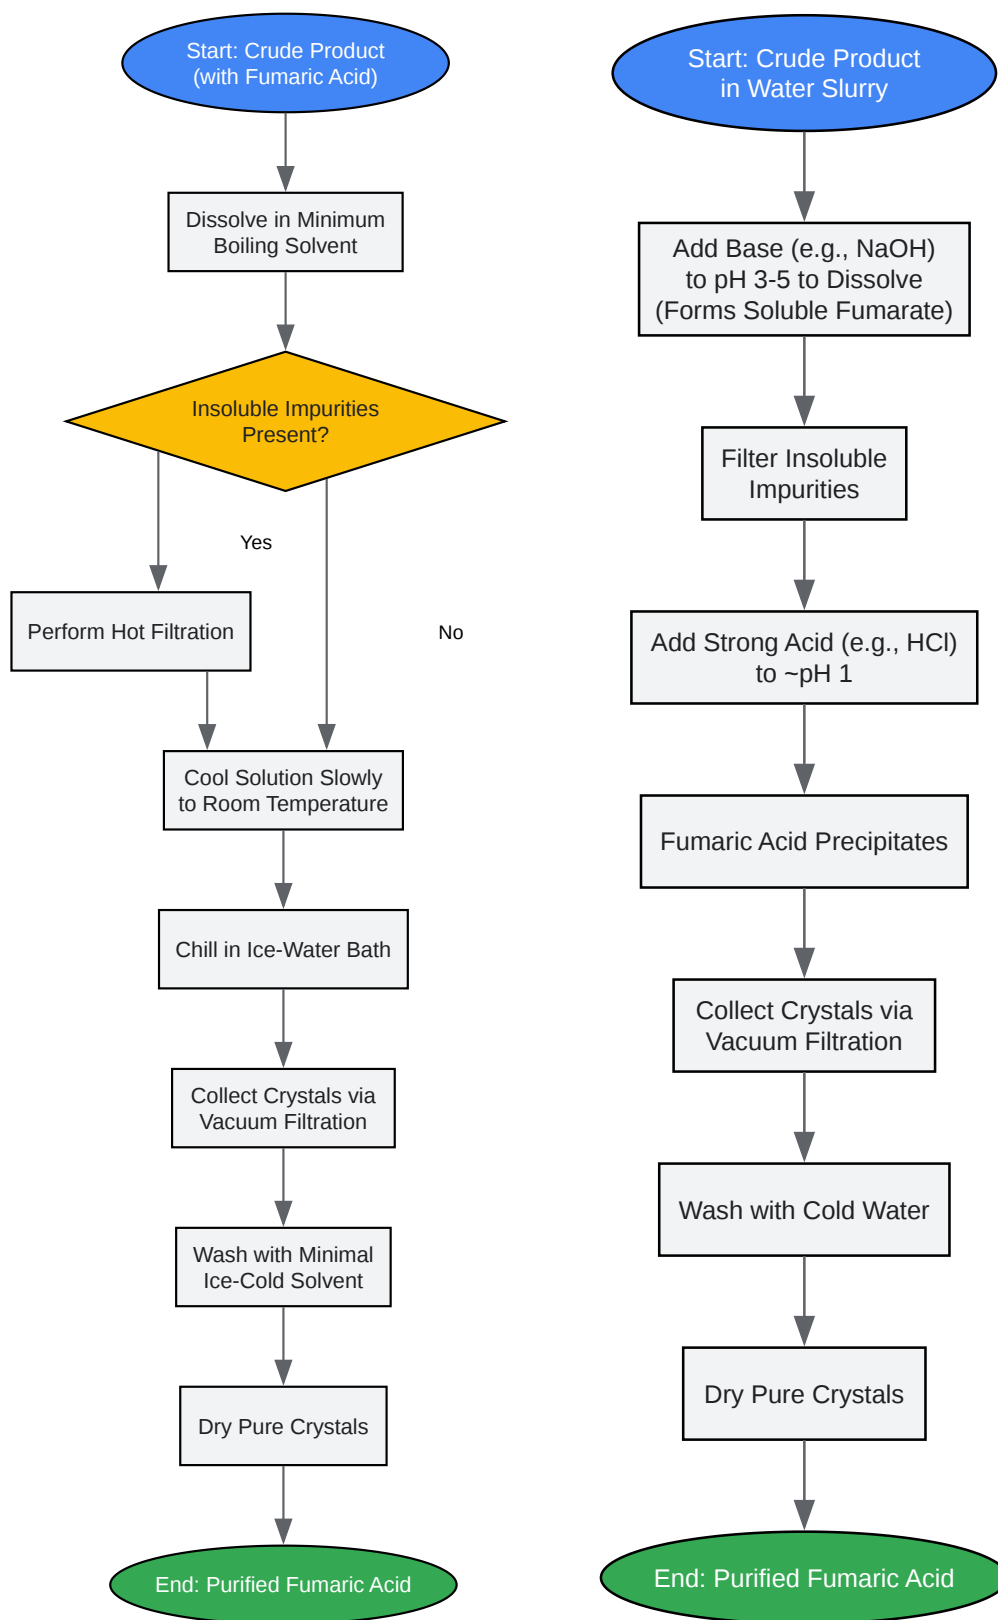 Start: Crude Product
(with Fumaric Acid)
Dissolve in Minimum
Boiling Solvent
Insoluble Impurities
Present?
Yes
No
Perform Hot Filtration
Cool Solution Slowly
to Room Temperature
Chill in Ice-Water Bath
Collect Crystals via
Vacuum Filtration
Wash with Minimal
Ice-Cold Solvent
Dry Pure Crystals
End: Purified Fumaric Acid
Start: Crude Product
in Water Slurry
Add Base (e.g., NaOH)
to pH 3-5 to Dissolve
(Forms Soluble Fumarate)
Filter Insoluble
Impurities
Add Strong Acid (e.g., HCl)
to ~pH 1
Fumaric Acid Precipitates
Collect Crystals via
Vacuum Filtration
Wash with Cold Water
Dry Pure Crystals
End: Purified Fumaric Acid